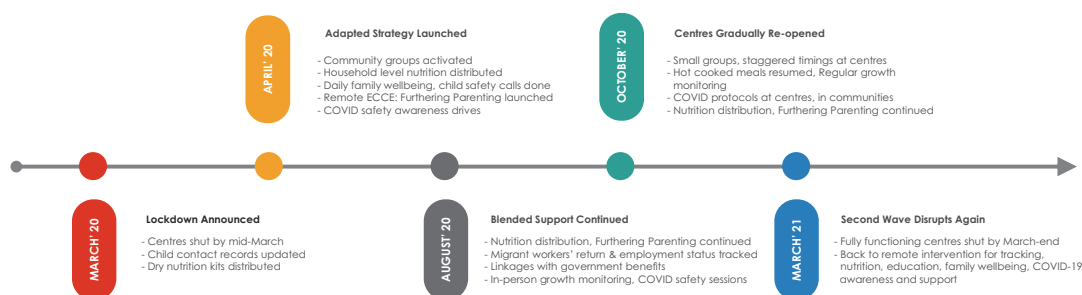 MARCH' 20
Lockdown Announced
- Centres shut by mid-March
- Child contact records updated
- Dry nutrition kits distributed
APRIL' 20
Adapted Strategy Launched
- Community groups activated
- Household level nutrition distributed
- Daily family wellbeing, child safety calls done
- Remote ECCE: Furthering Parenting launched
- COVID safety awareness drives
AUGUST' 20
Blended Support Continued
- Nutrition distribution, Furthering Parenting continued
- Migrant workers' return & employment status tracked
- Linkages with government benefits
- In-person growth monitoring, COVID safety sessions
OCTOBER' 20
Centres Gradually Re-opened
- Small groups, staggered timings at centres
- Hot cooked meals resumed, Regular growth
monitoring
- COVID protocols at centres, in communities
- Nutrition distribution, Furthering Parenting continued
MARCH' 21
Second Wave Disrupts Again
- Fully functioning centres shut by March-end
- Back to remote intervention for tracking,
nutrition, education, family wellbeing, COVID-19
awareness and support